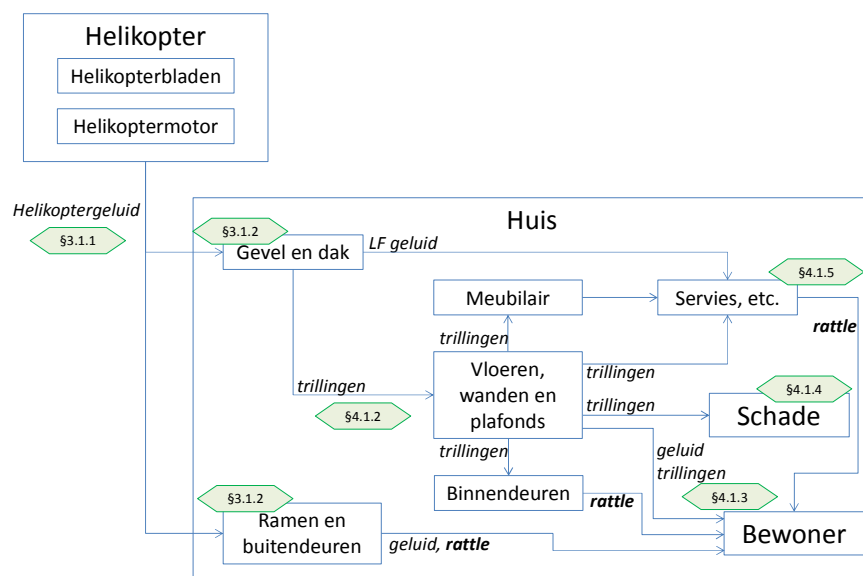 Helikopter
Helikopterbladen
Helikoptermotor
Helikoptergeluid
§3.1.1
Huis
§3.1.2
Gevel en dak
LF geluid
§4.1.5
Meubilair
Servies, etc.
rattle
trillingen
Vloeren,
wanden en
plafonds
trillingen
trillingen
§4.1.2
trillingen
§4.1.4
Schade
trillingen
geluid
trillingen
Binnendeuren
rattle
§4.1.3
§3.1.2
Ramen en
buitendeuren
geluid, rattle
Bewoner